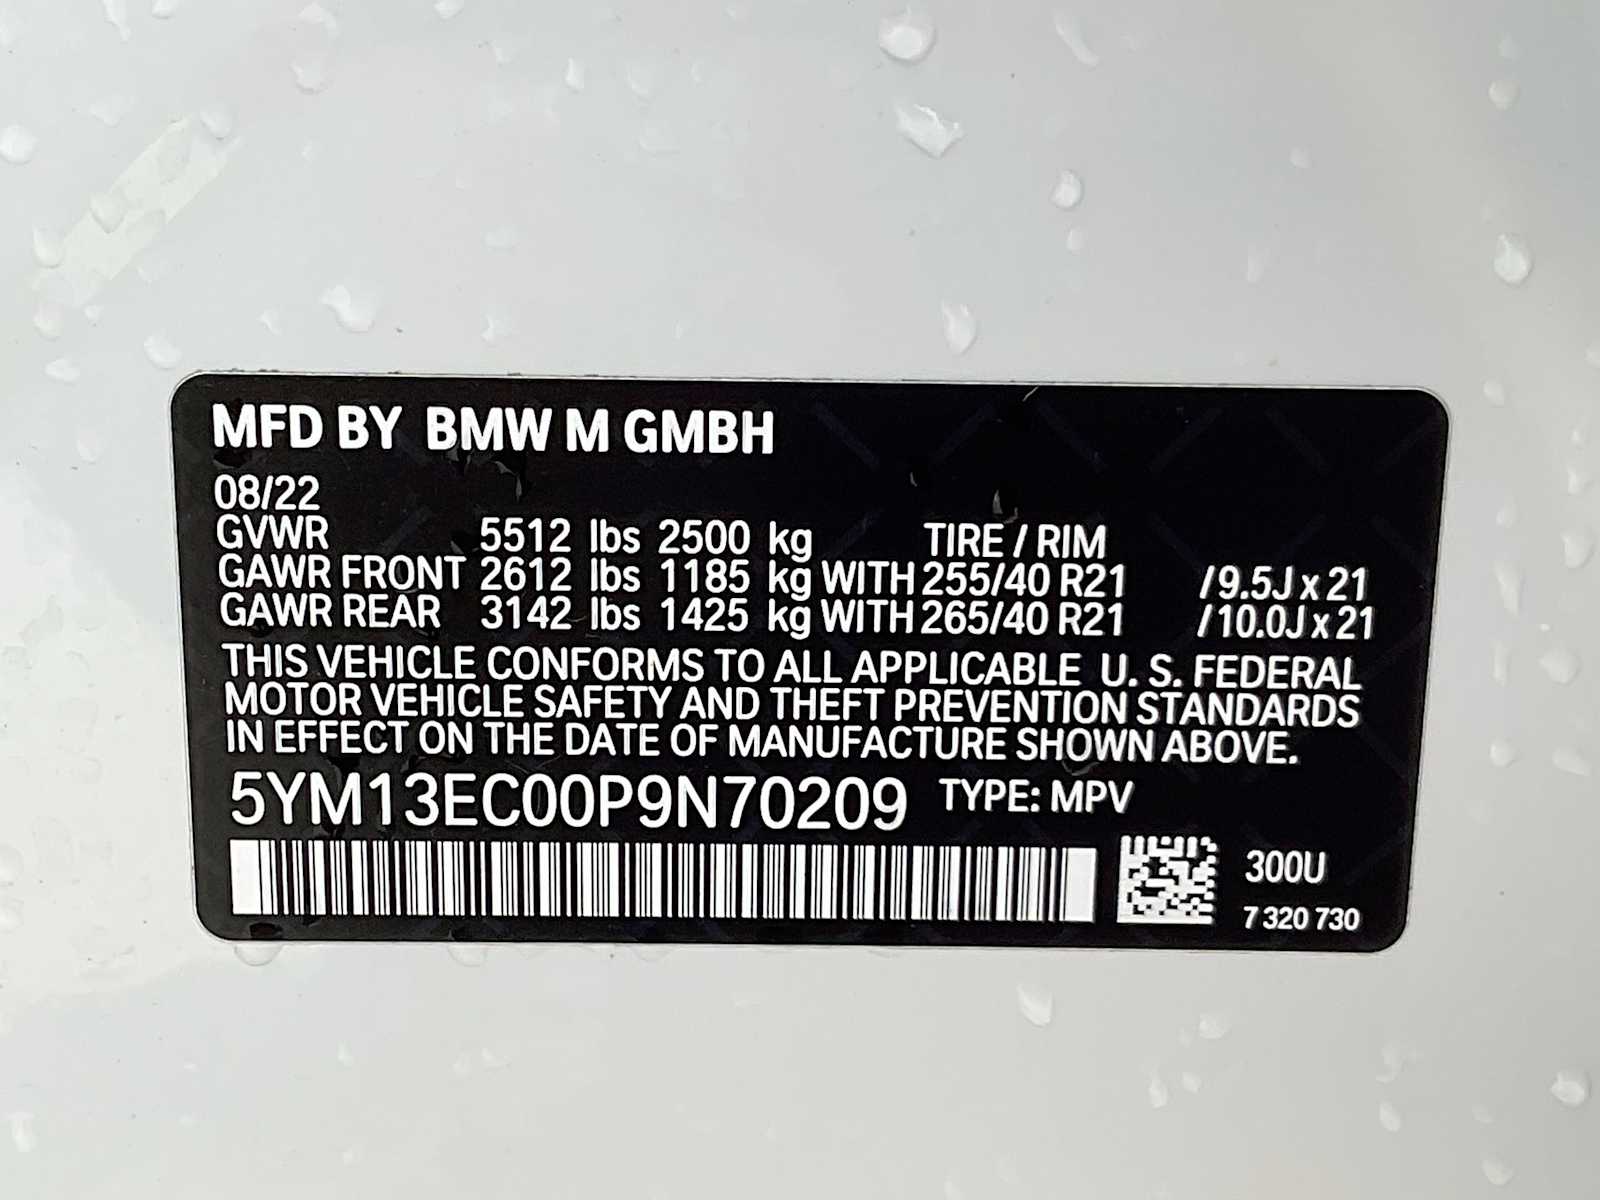 MFD BY BMW M GMBH
08/22
GVWR 5512 lbs 2500 kg TIRE / RIM
GAWR FRONT 2612 lbs 1185 kg WITH 255/40 R21 /9.5J x 21
GAWR REAR 3142 lbs 1425 kg WITH 265/40 R21 /10.0J x 21
THIS VEHICLE CONFORMS TO ALL APPLICABLE U. S. FEDERAL
MOTOR VEHICLE SAFETY AND THEFT PREVENTION STANDARDS
IN EFFECT ON THE DATE OF MANUFACTURE SHOWN ABOVE.
5YM13EC00P9N70209 TYPE: MPV
300U
7 320 730